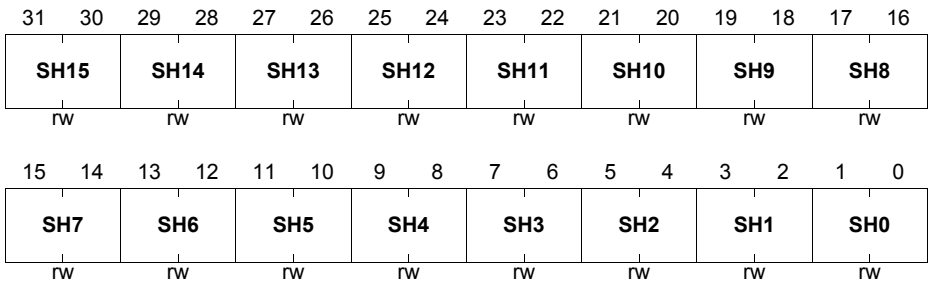 31 30 29 28 27 26 25 24 23 22 21 20 19 18 17 16
SH15 SH14 SH13 SH12 SH11 SH10 SH9 SH8
rw rw rw rw rw rw rw rw
15 14 13 12 11 10 9 8 7 6 5 4 3 2 1 0
SH7 SH6 SH5 SH4 SH3 SH2 SH1 SH0
rw rw rw rw rw rw rw rw